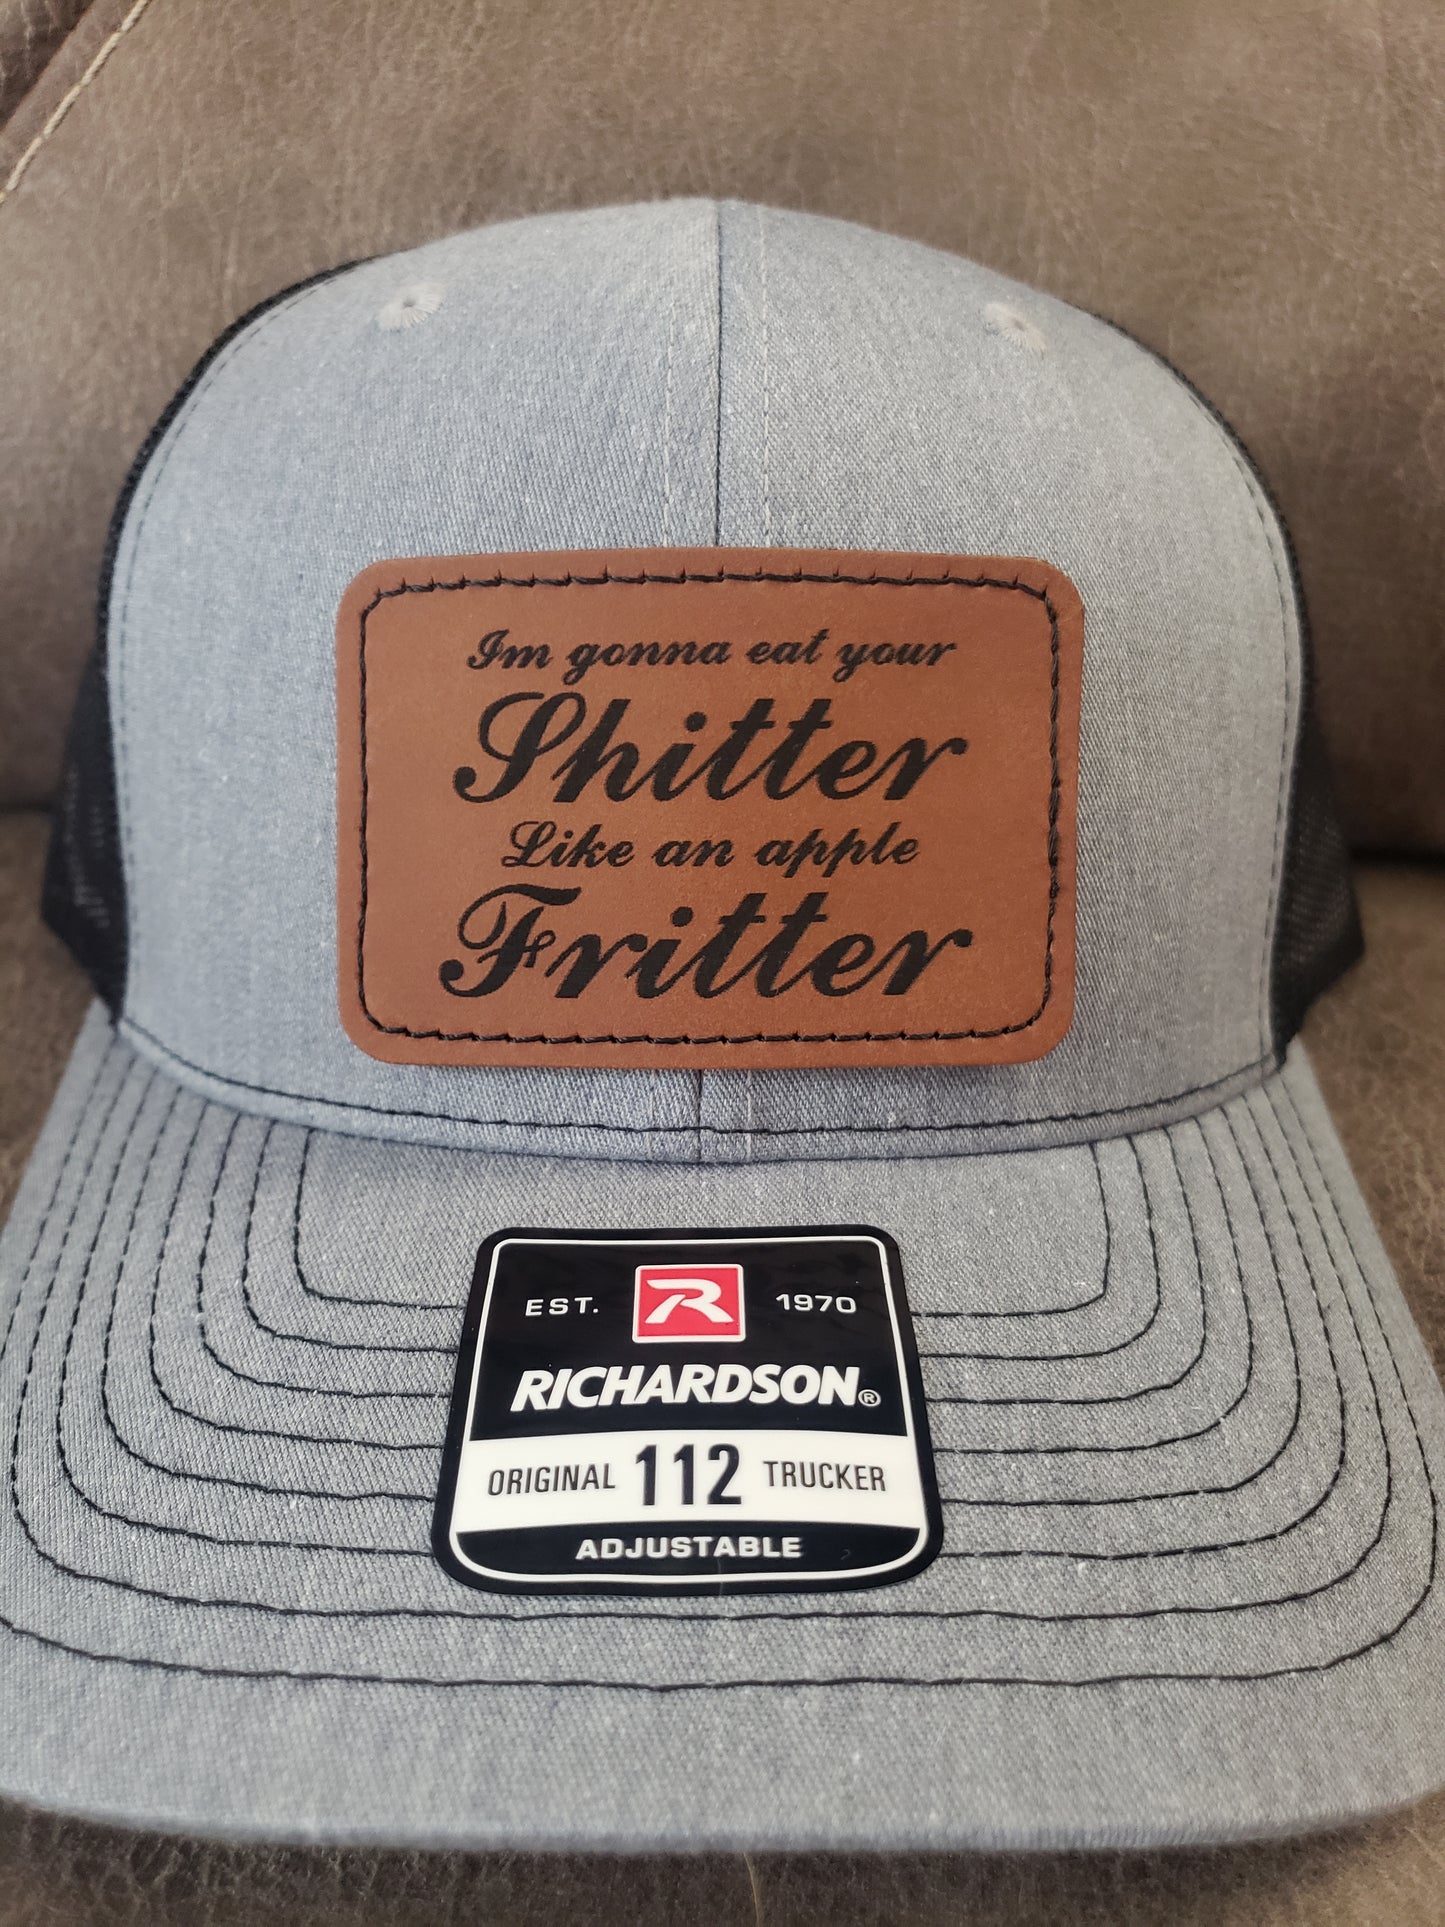 Im gonna eat your
Shitter
Like an apple
Fritter
EST. R 1970
RICHARDSON®
ORIGINAL 112 TRUCKER
ADJUSTABLE